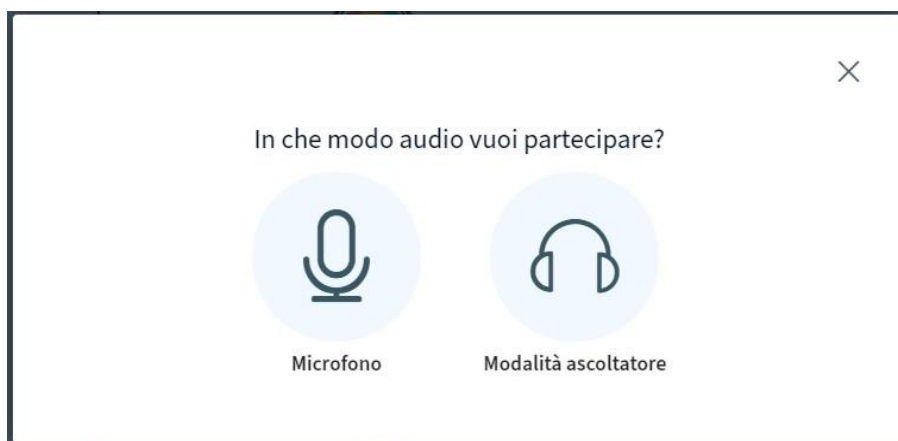 In che modo audio vuoi partecipare?
Microfono
Modalità ascoltatore